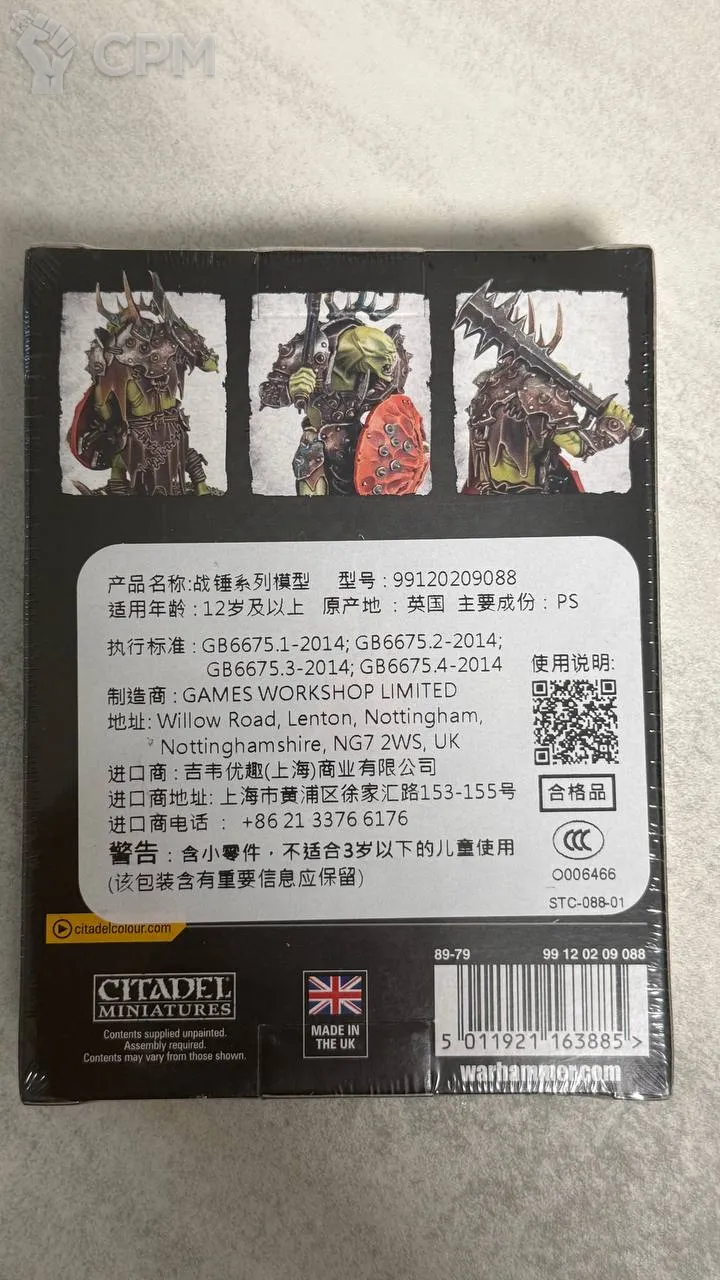 CPM
产品名称:战锤系列模型 型号：99120209088
适用年龄：12岁及以上 原产地：英国 主要成份：PS
执行标准：GB6675.1-2014; GB6675.2-2014;
GB6675.3-2014; GB6675.4-2014
使用说明:
制造商：GAMES WORKSHOP LIMITED
地址: Willow Road, Lenton, Nottingham,
Nottinghamshire, NG7 2WS, UK
进口商：吉韦优趣(上海)商业有限公司
进口商地址: 上海市黄浦区徐家汇路153-155号
合格品
进口商电话 ： +86 21 3376 6176
警告：含小零件，不适合3岁以下的儿童使用
(该包装含有重要信息应保留)
CCC
O006466
STC-088-01
citadelcolour.com
89-79 99 12 02 09 088
CITADEL
MINIATURES
MADE IN
THE UK
Contents supplied unpainted.
Assembly required.
Contents may vary from those shown.
5 011921 163885 >
warhammer.com